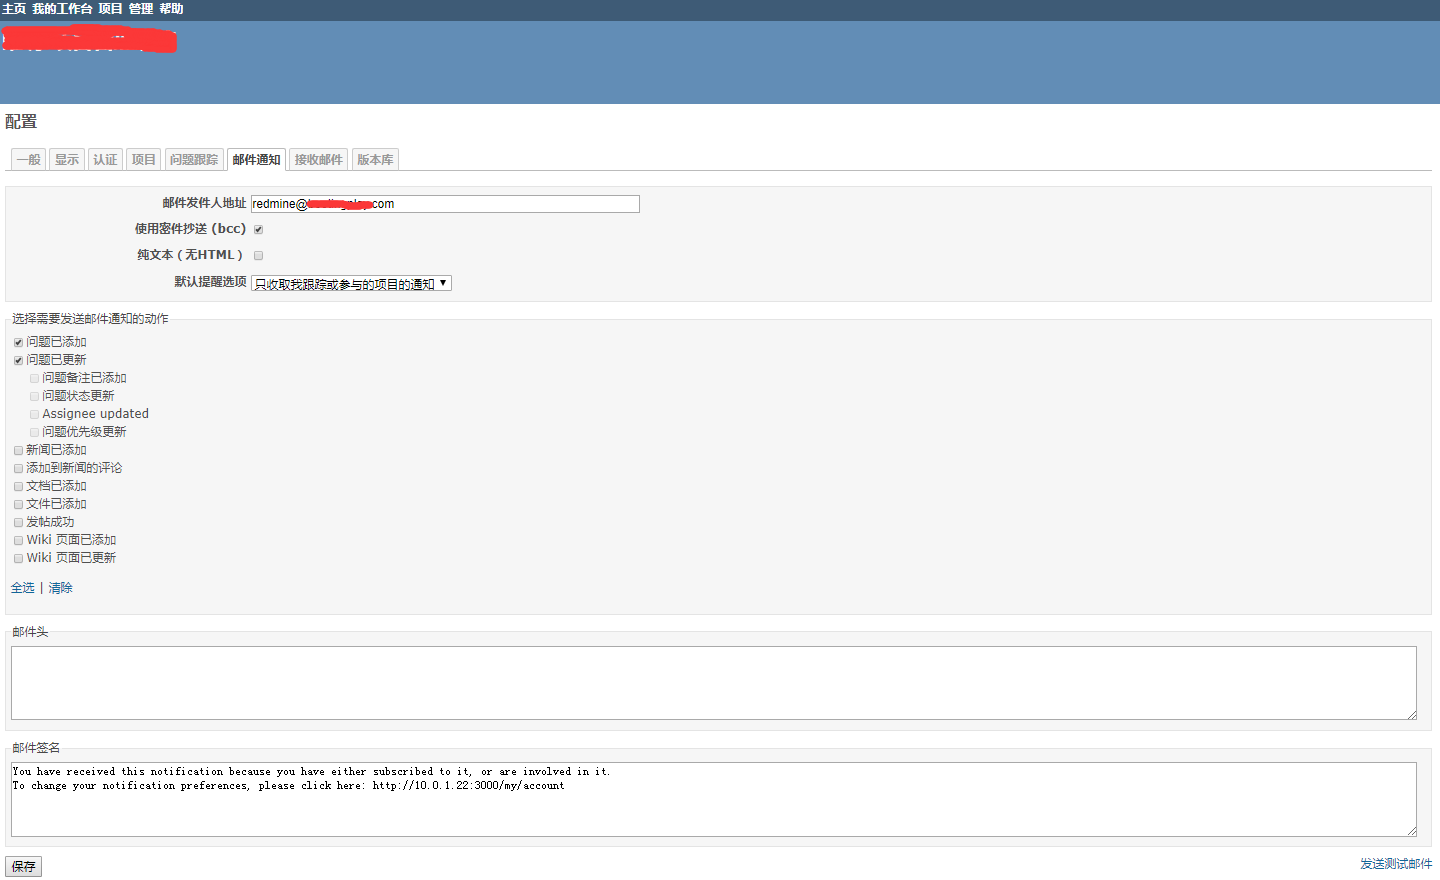 主页 我的工作台 项目 管理 帮助
配置
一般 显示 认证 项目 问题跟踪 邮件通知 接收邮件 版本库
邮件发件人地址 redmine@ com
使用密件抄送 (bcc)
纯文本 ( 无HTML )
默认提醒选项 只收取我跟踪或参与的项目的通知
选择需要发送邮件通知的动作
问题已添加
问题已更新
问题备注已添加
问题状态更新
Assignee updated
问题优先级更新
新闻已添加
添加到新闻的评论
文档已添加
文件已添加
发帖成功
Wiki 页面已添加
Wiki 页面已更新
全选 | 清除
邮件头
邮件签名
You have received this notification because you have either subscribed to it, or are involved in it.
To change your notification preferences, please click here: http://10.0.1.22:3000/my/account
保存 发送测试邮件